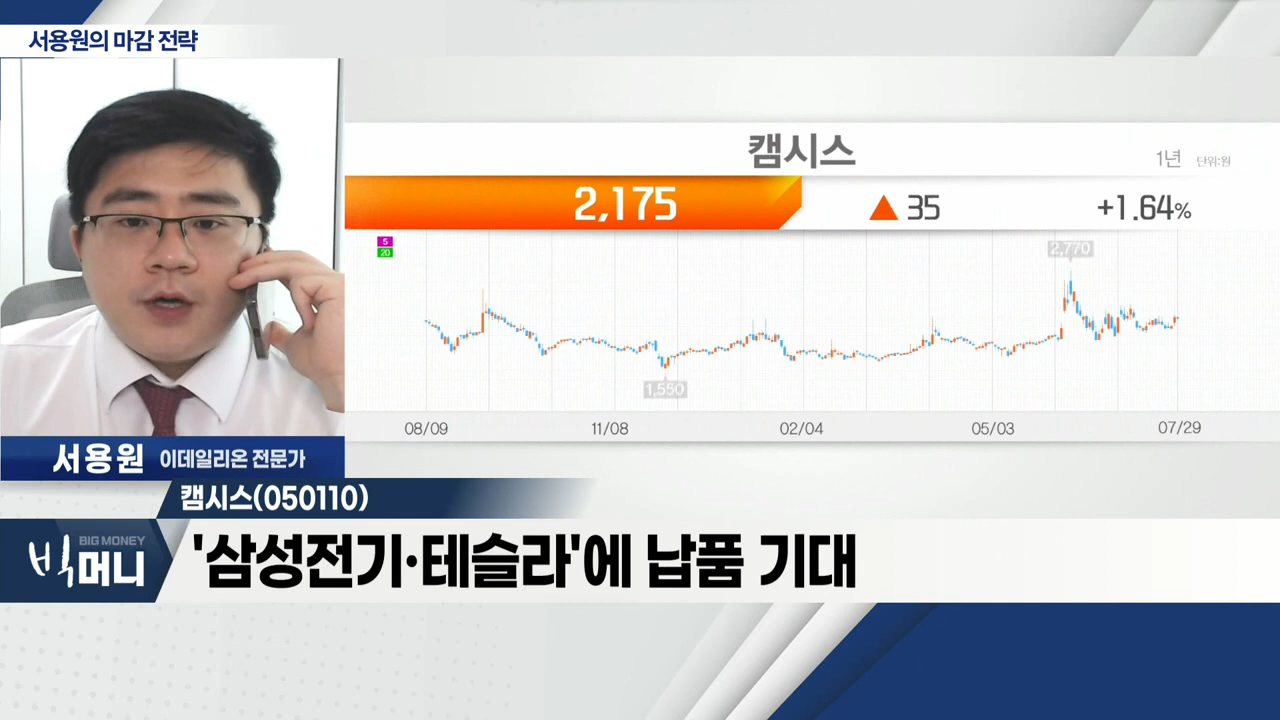 서용원의 마감 전략
캠시스
1년 단위:원
2,175 ▲ 35 +1.64%
5
20
2,770
1,550
08/09 11/08 02/04 05/03 07/29
서용원 이데일리온 전문가
캠시스(050110)
BIG MONEY
빅머니
'삼성전기·테슬라'에 납품 기대